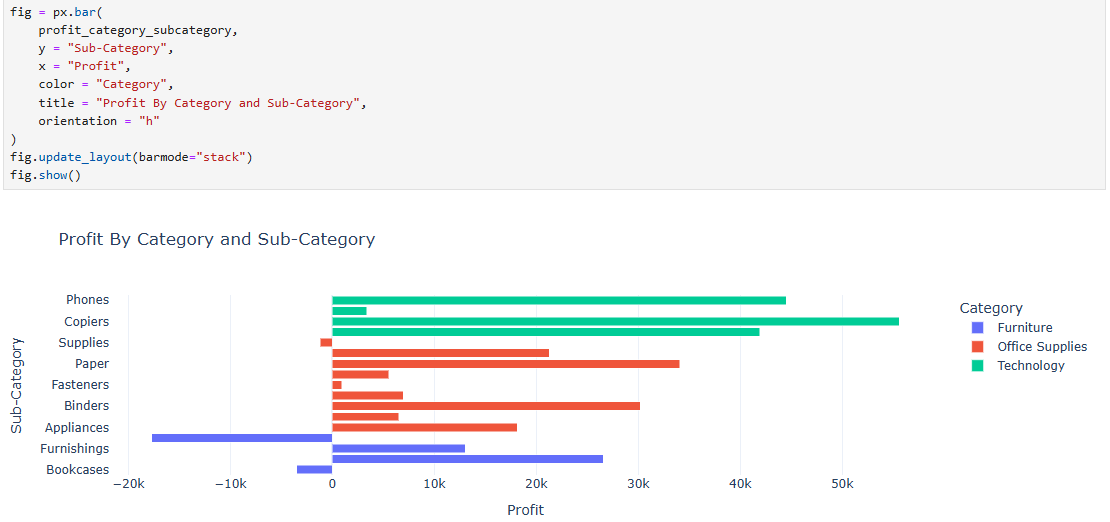 fig = px.bar(
    profit_category_subcategory,
    y = "Sub-Category",
    x = "Profit",
    color = "Category",
    title = "Profit By Category and Sub-Category",
    orientation = "h"
)
fig.update_layout(barmode="stack")
fig.show()
Profit By Category and Sub-Category
Sub-Category
Phones
Copiers
Supplies
Paper
Fasteners
Binders
Appliances
Furnishings
Bookcases
−20k −10k 0 10k 20k 30k 40k 50k
Profit
Category
Furniture
Office Supplies
Technology